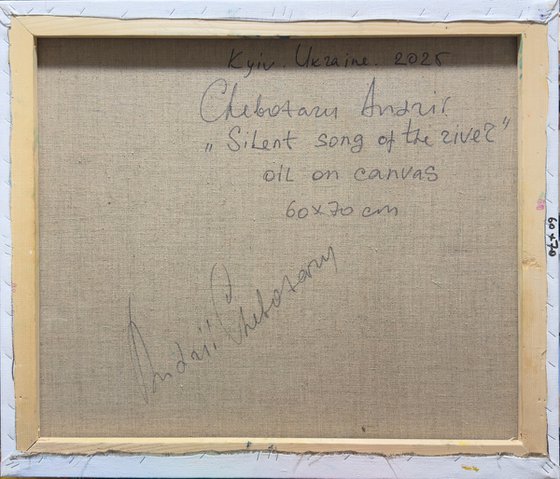 Kyiv. Ukraine. 2025
Chebotaru Andrii
„Silent song of the river"
oil on canvas
60x70 cm
Andrii Chebotaru
60x70